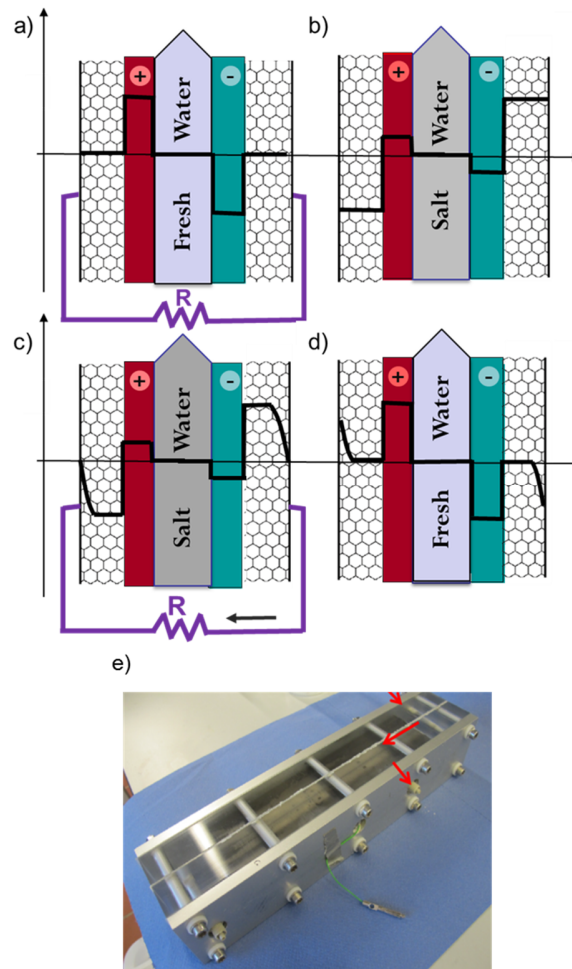 a)
+
-
Fresh Water
R
b)
+
-
Salt Water
c)
+
-
Salt Water
R
d)
+
-
Fresh Water
e)